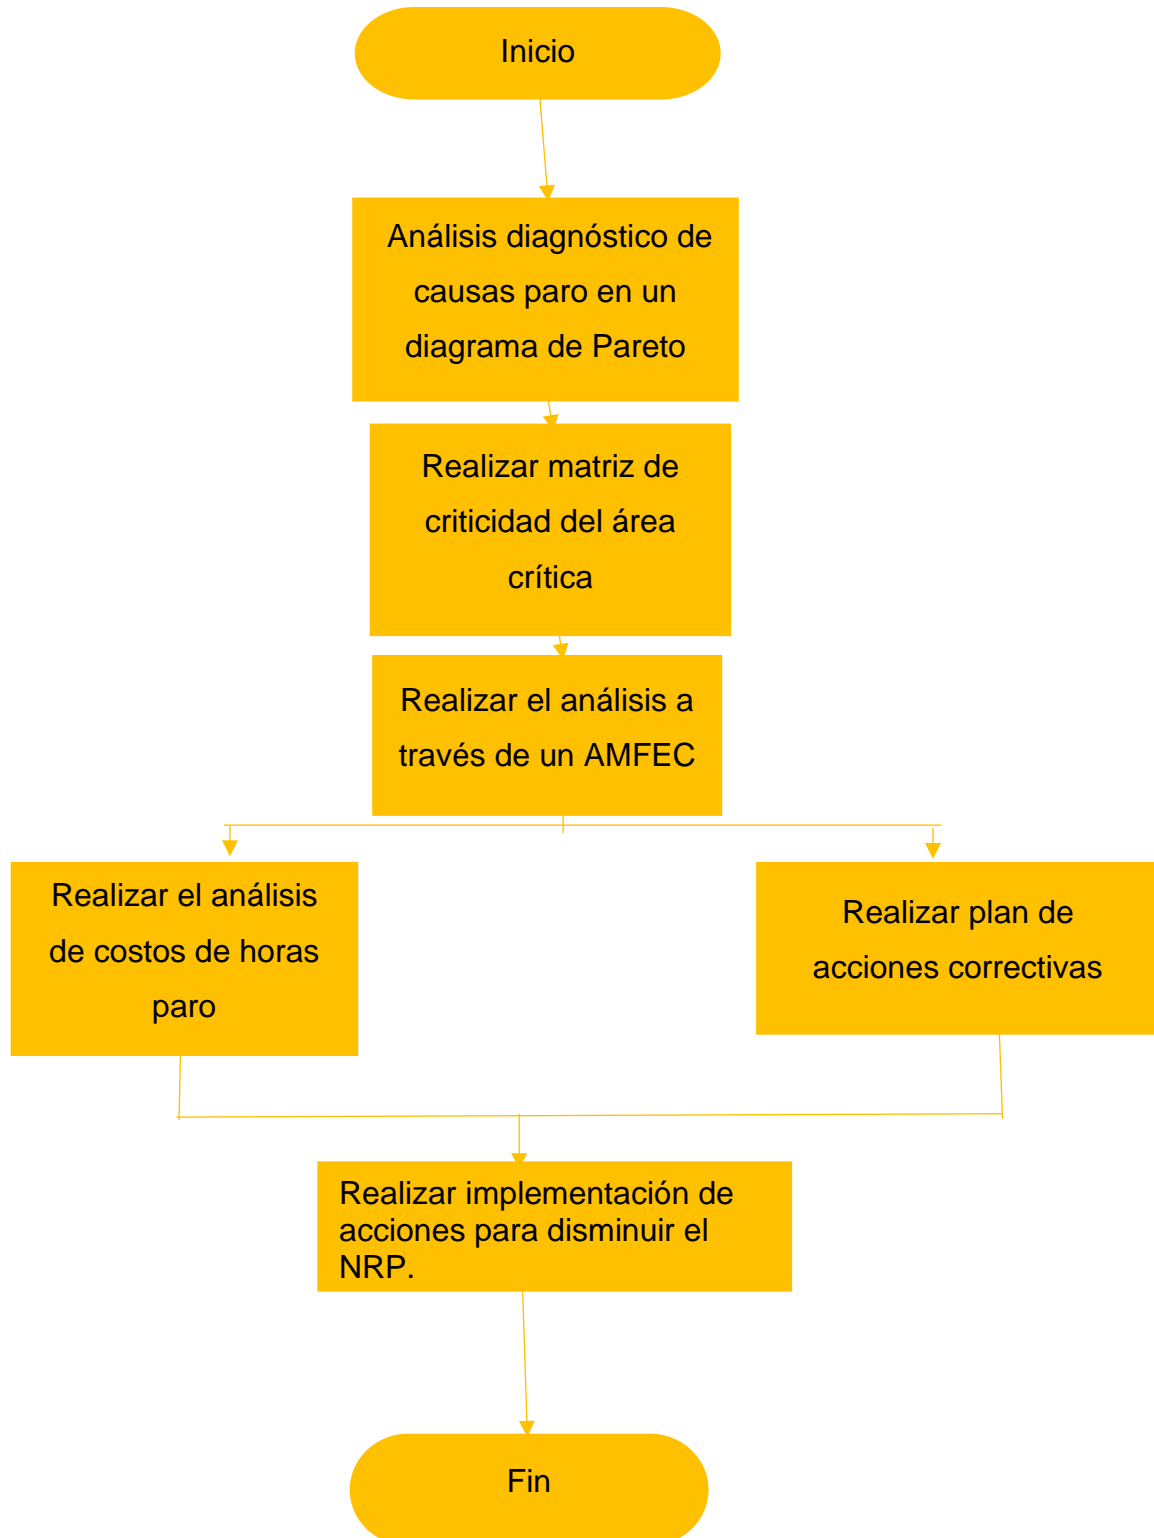 Inicio
Análisis diagnóstico de
causas paro en un
diagrama de Pareto
Realizar matriz de
criticidad del área
crítica
Realizar el análisis a
través de un AMFEC
Realizar el análisis
de costos de horas
paro
Realizar plan de
acciones correctivas
Realizar implementación de
acciones para disminuir el
NRP.
Fin